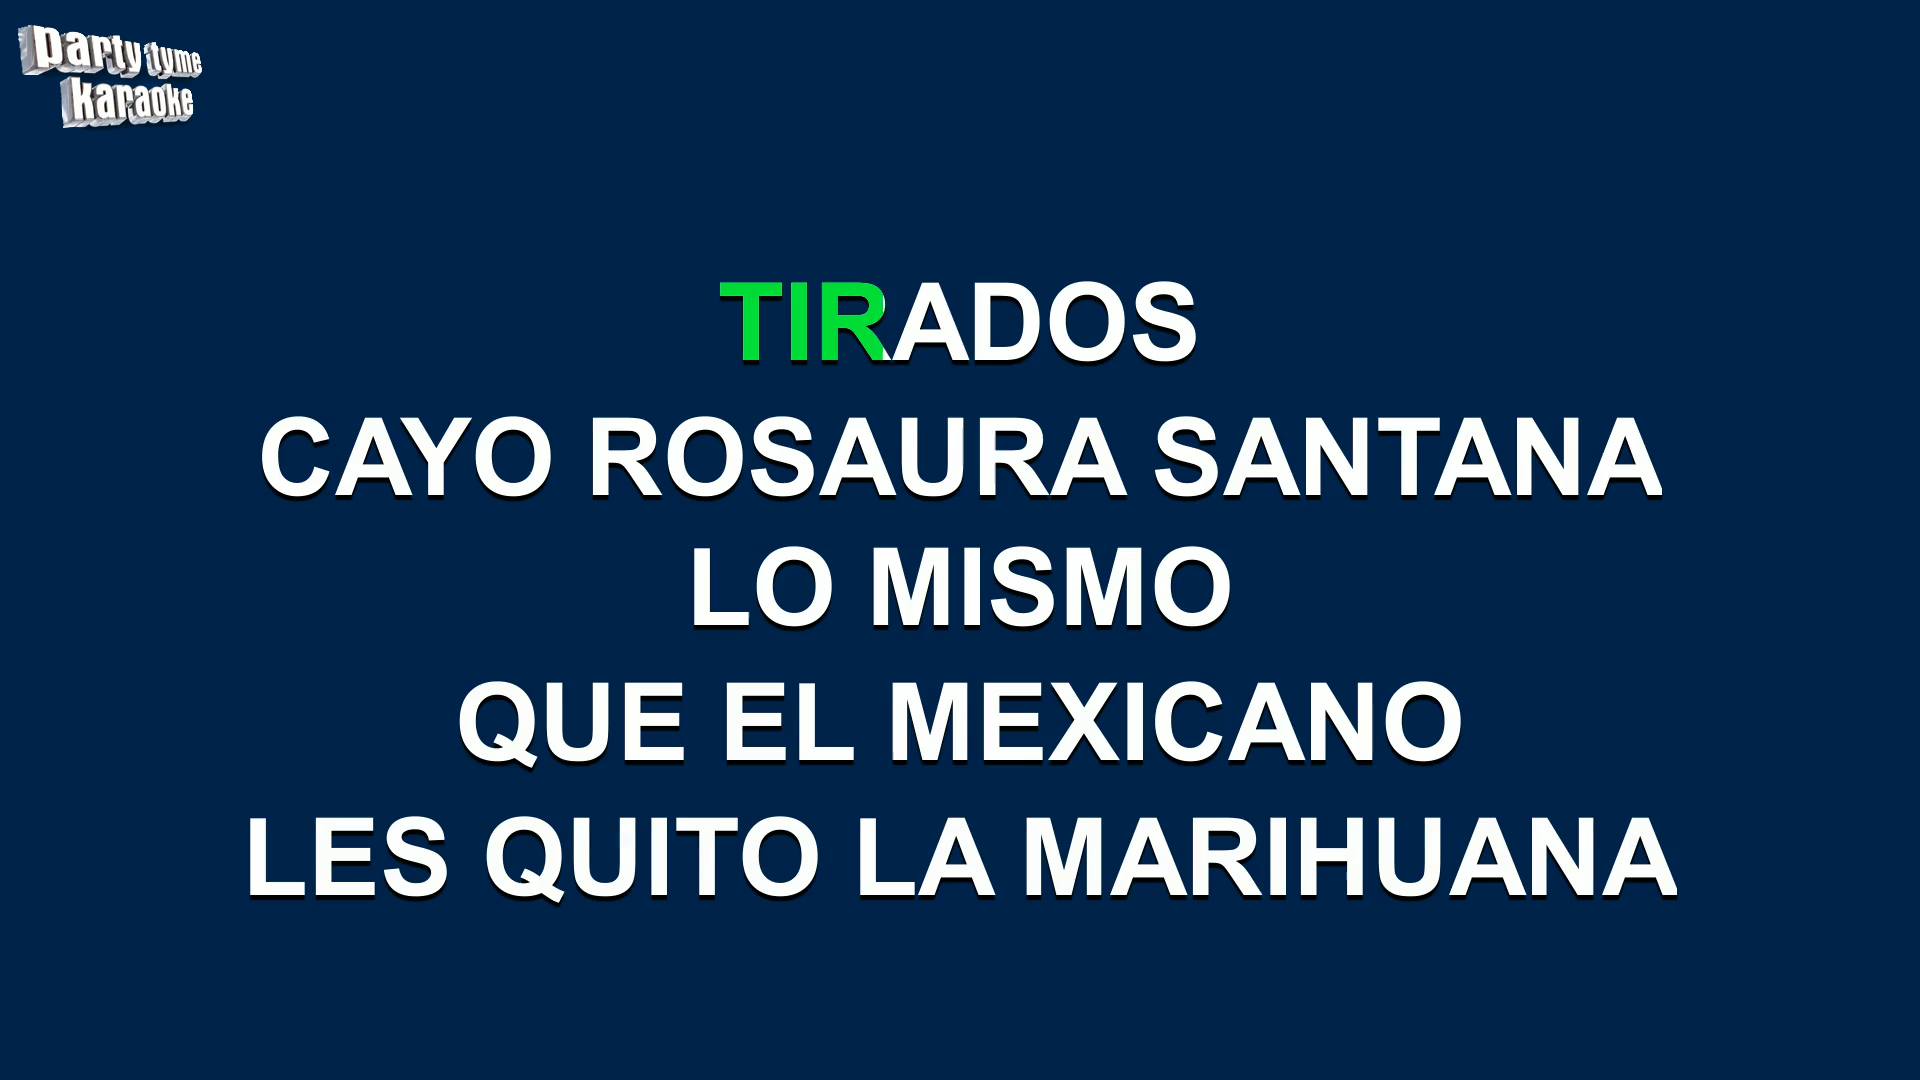 party tyme
karaoke
TIRADOS
CAYO ROSAURA SANTANA
LO MISMO
QUE EL MEXICANO
LES QUITO LA MARIHUANA